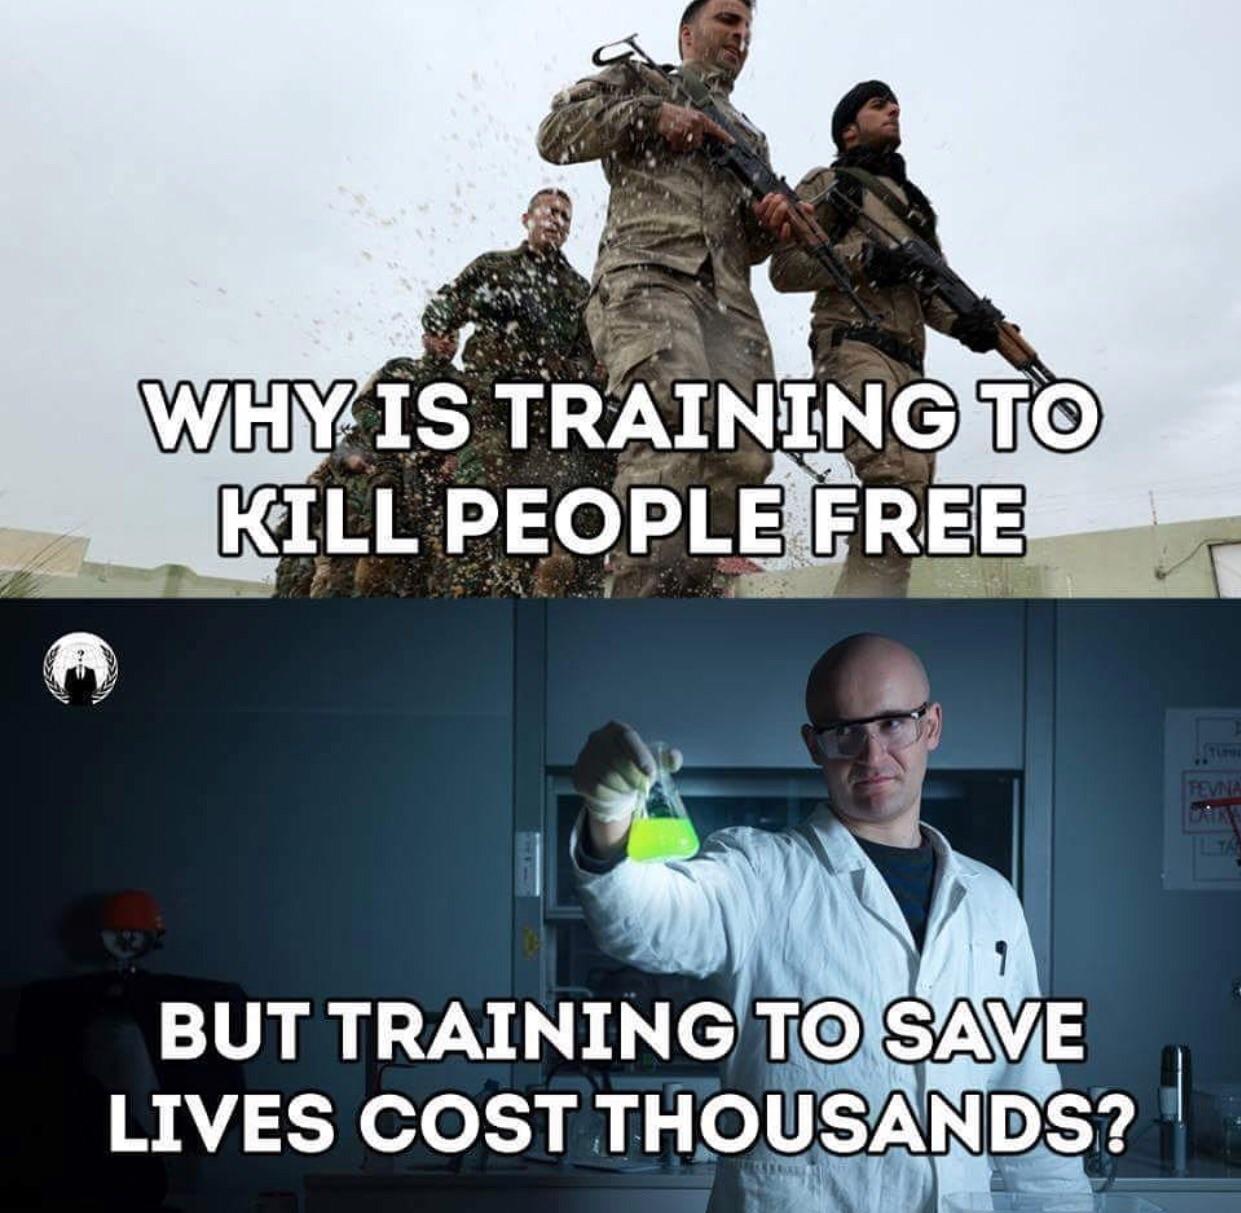 WHY IS TRAINING TO
KILL PEOPLE FREE
?
BUT TRAINING TO SAVE
LIVES COST THOUSANDS?